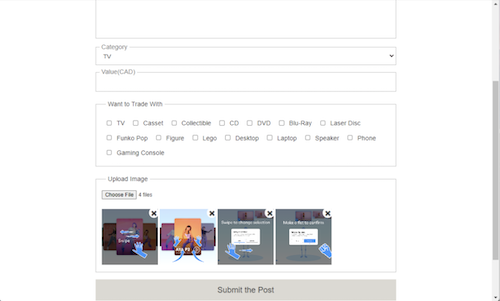 Category
TV
Value(CAD)
Want to Trade With
TV Casset Collectible CD DVD Blu-Ray Laser Disc
Funko Pop Figure Lego Desktop Laptop Speaker Phone
Gaming Console
Upload Image
Choose File 4 files
Swipe
Swipe to change selection
Make a fist to confirm
Submit the Post